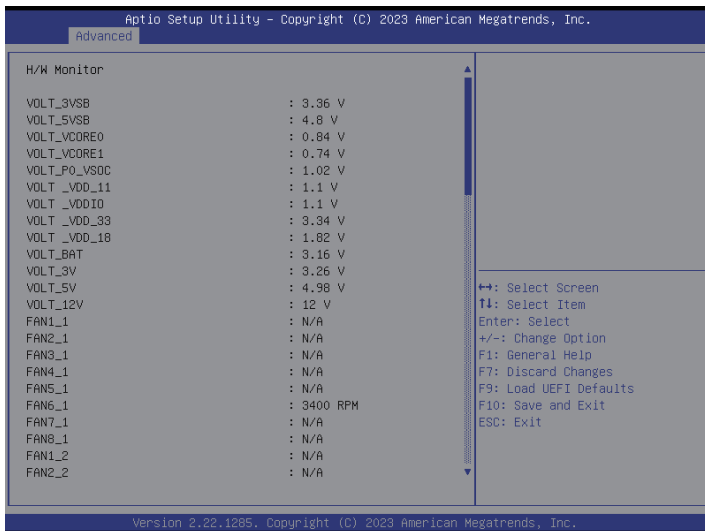 Aptio Setup Utility – Copyright (C) 2023 American Megatrends, Inc.
Advanced
H/W Monitor
VOLT_3VSB : 3.36 V
VOLT_5VSB : 4.8 V
VOLT_VCORE0 : 0.84 V
VOLT_VCORE1 : 0.74 V
VOLT_P0_VSOC : 1.02 V
VOLT _VDD_11 : 1.1 V
VOLT _VDDIO : 1.1 V
VOLT _VDD_33 : 3.34 V
VOLT _VDD_18 : 1.82 V
VOLT_BAT : 3.16 V
VOLT_3V : 3.26 V
VOLT_5V : 4.98 V
VOLT_12V : 12 V
FAN1_1 : N/A
FAN2_1 : N/A
FAN3_1 : N/A
FAN4_1 : N/A
FAN5_1 : N/A
FAN6_1 : 3400 RPM
FAN7_1 : N/A
FAN8_1 : N/A
FAN1_2 : N/A
FAN2_2 : N/A
↔: Select Screen
↑↓: Select Item
Enter: Select
+/-: Change Option
F1: General Help
F7: Discard Changes
F9: Load UEFI Defaults
F10: Save and Exit
ESC: Exit
Version 2.22.1285. Copyright (C) 2023 American Megatrends, Inc.